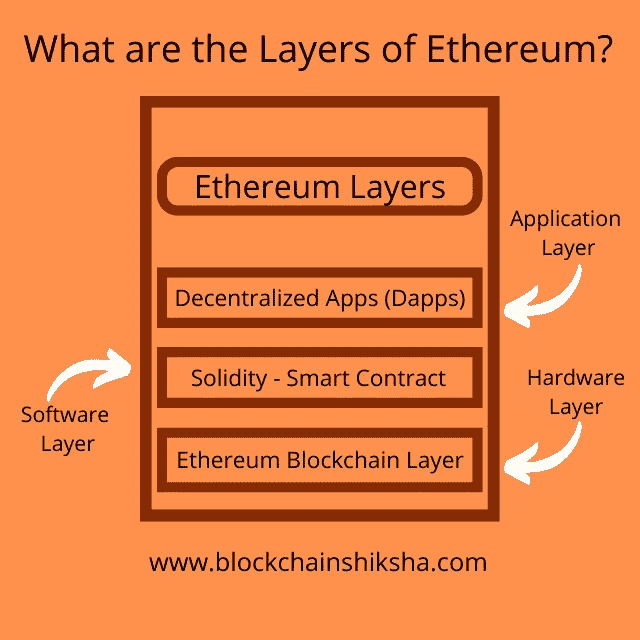 What are the Layers of Ethereum?
Ethereum Layers
Application
Layer
Decentralized Apps (Dapps)
Solidity - Smart Contract
Software
Layer
Hardware
Layer
Ethereum Blockchain Layer
www.blockchainshiksha.com